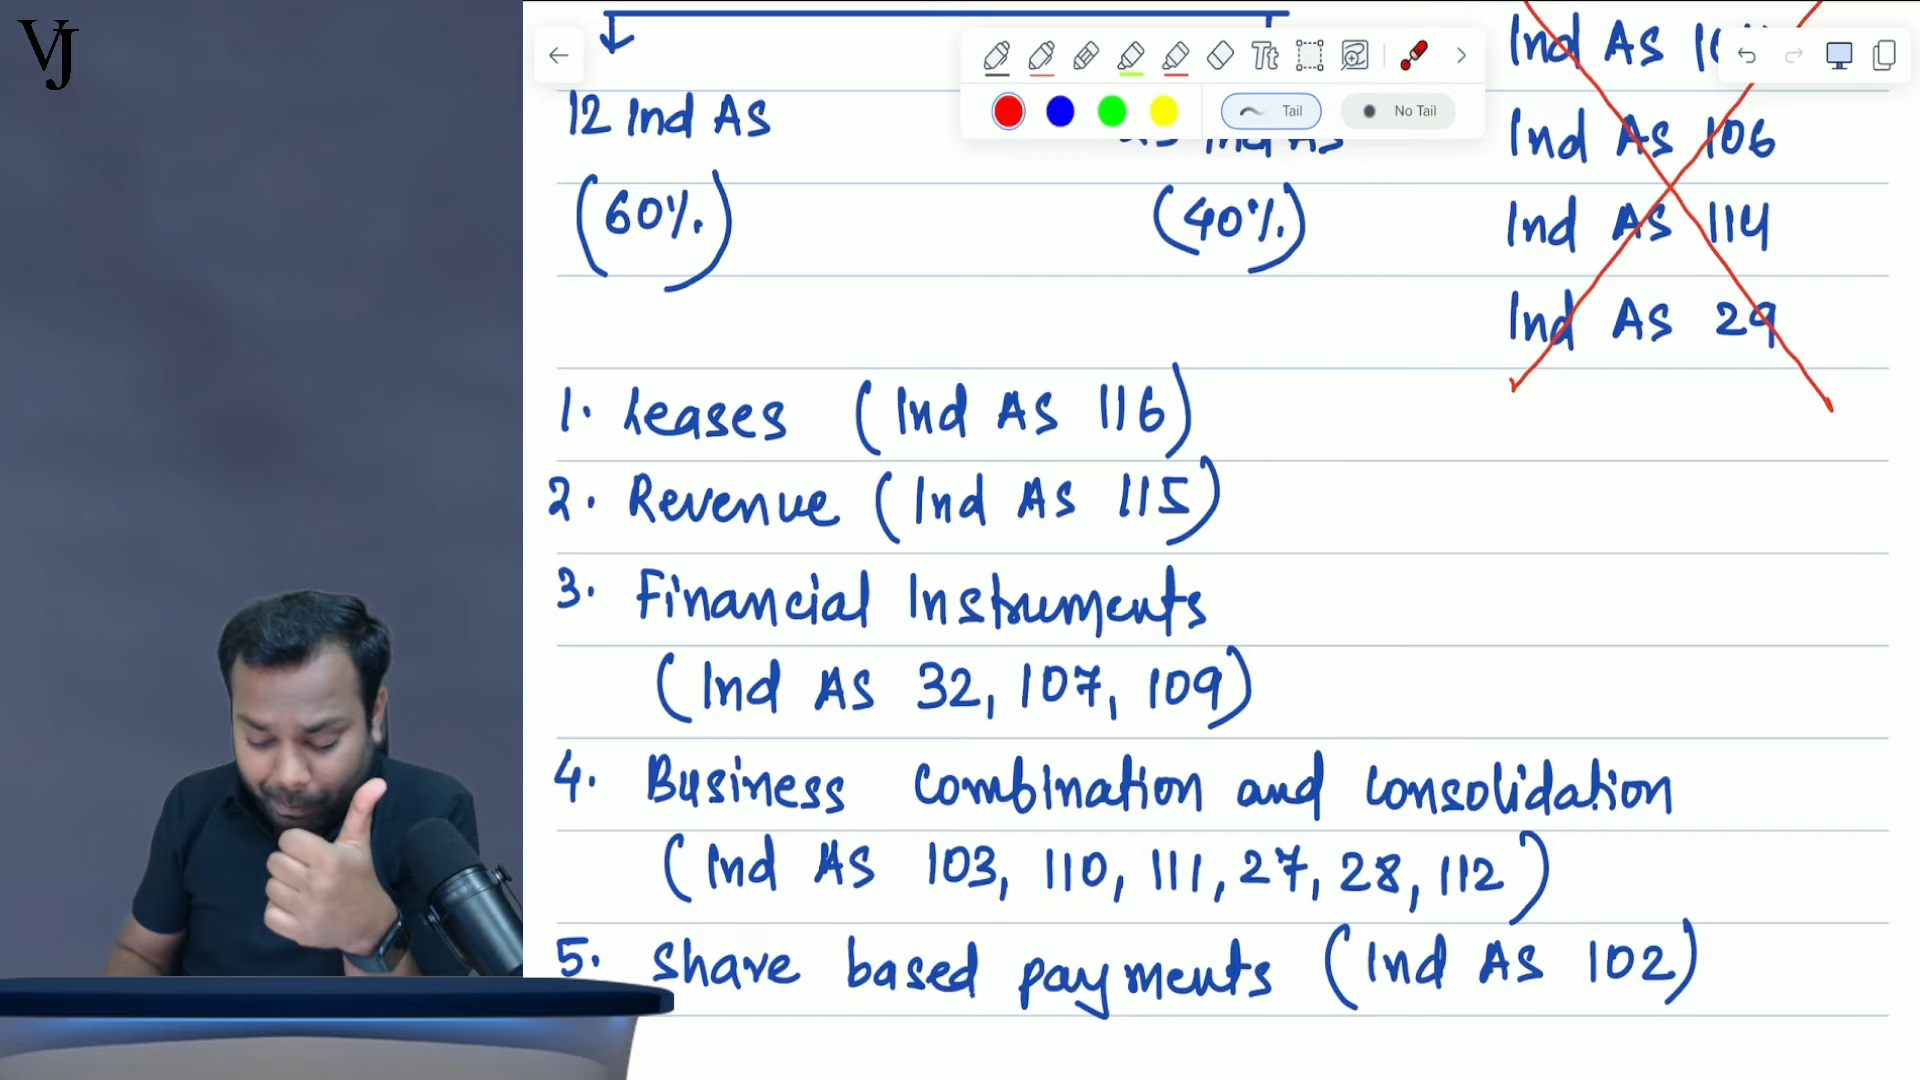 VJ
Tt
Tail
No Tail
12 Ind As
Ind As
(60%.)
(40%.)
Ind As
Ind As 106
Ind As 114
Ind As 29
1. Leases (Ind As 116)
2. Revenue (Ind As 115)
3. Financial Instruments
(Ind As 32, 107, 109)
4. Business Combination and Consolidation
(Ind As 103, 110, 111, 27, 28, 112)
5. Share based payments (Ind As 102)